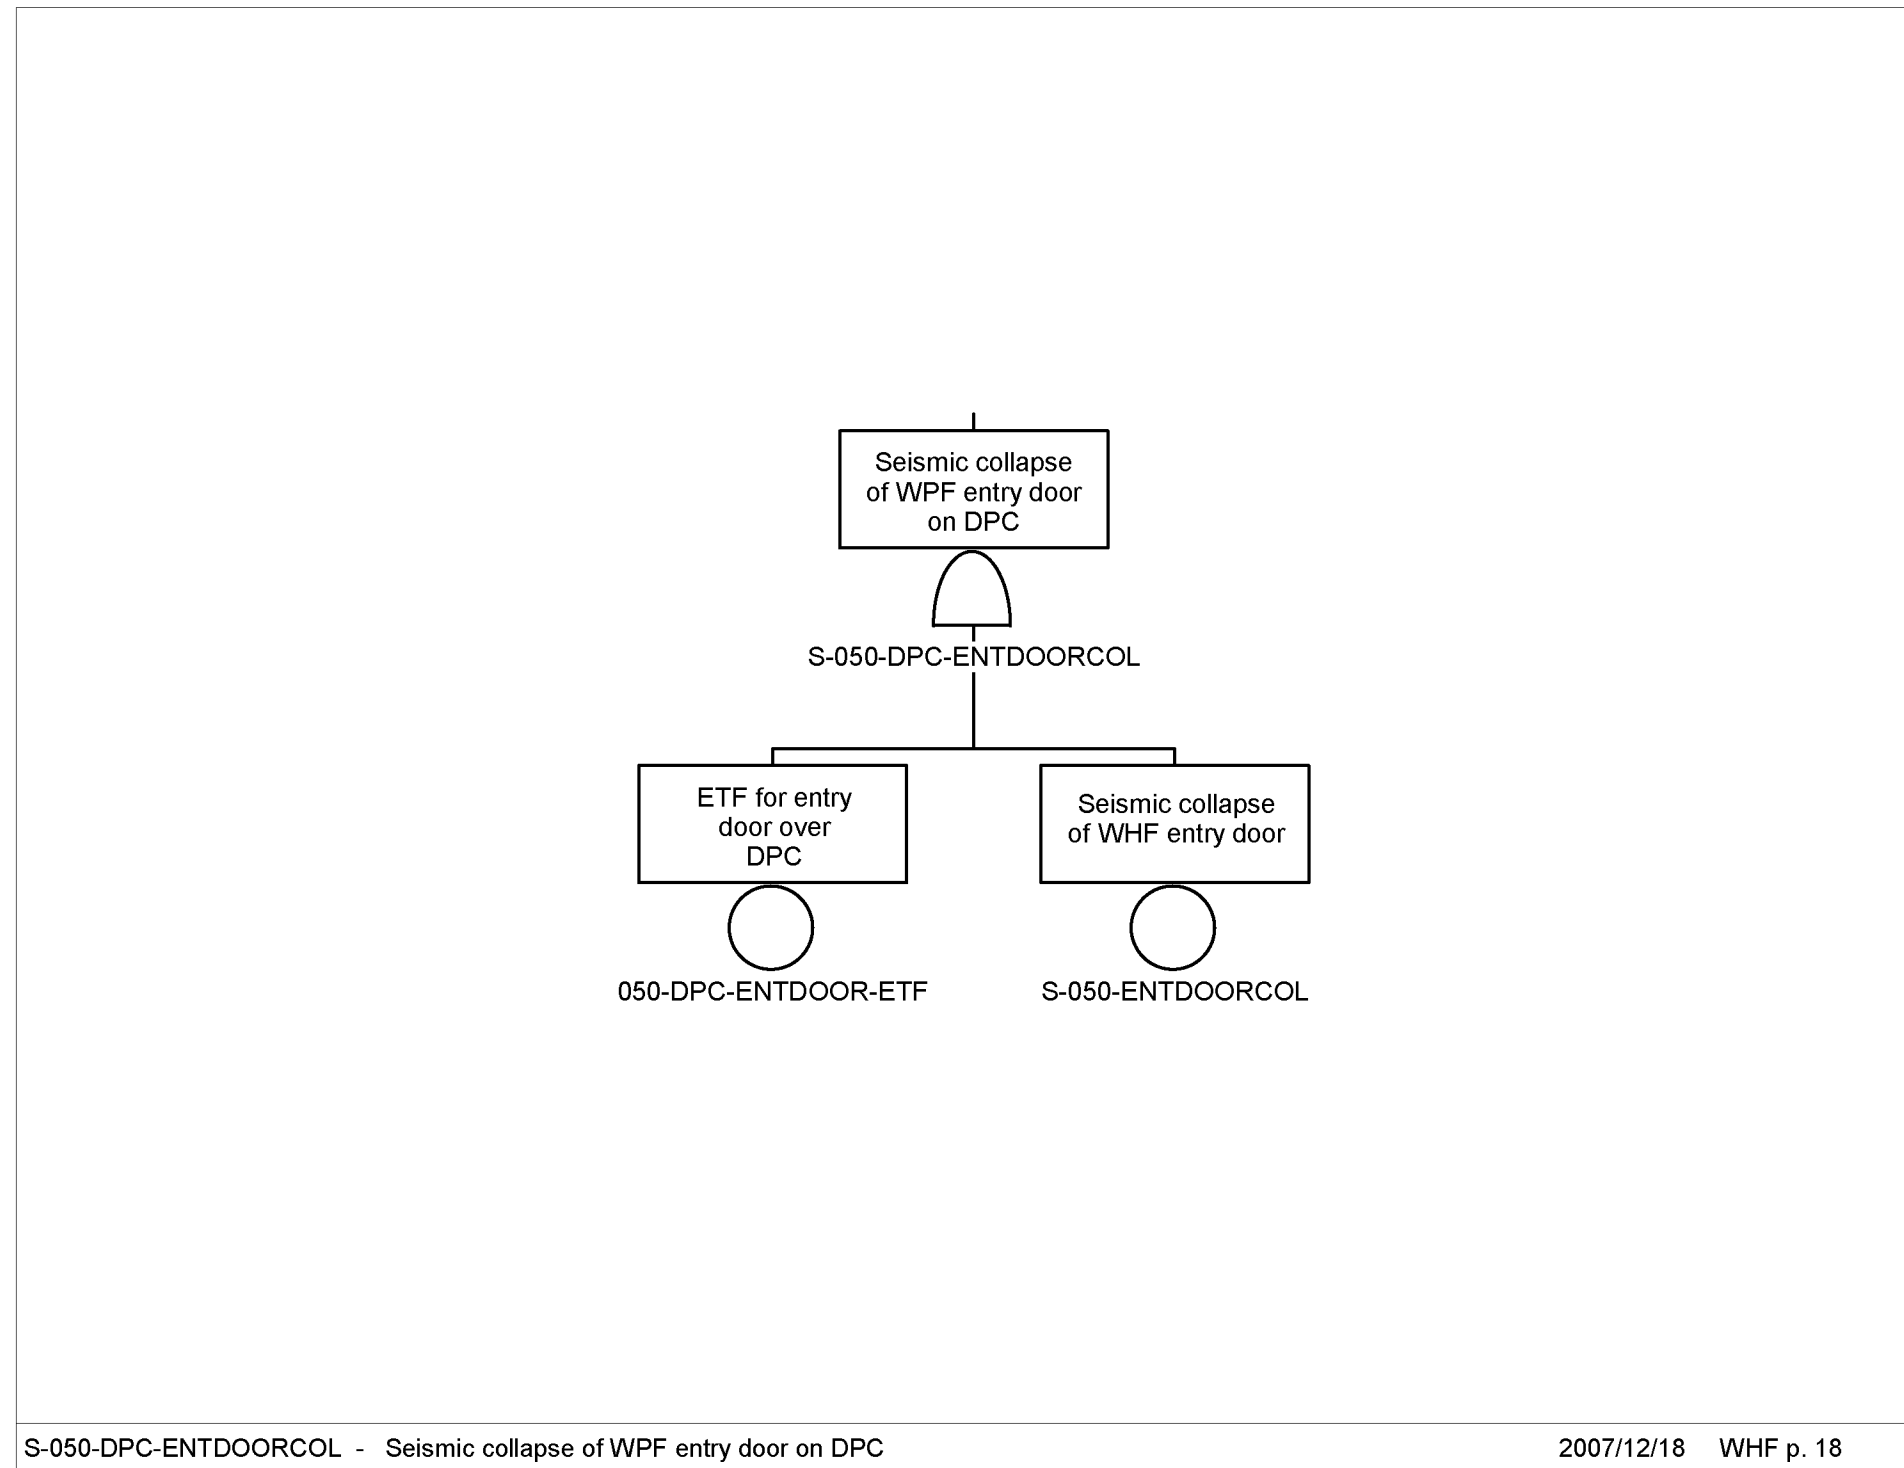 Seismic collapse
of WPF entry door
on DPC
S-050-DPC-ENTDOORCOL
ETF for entry
door over
DPC
050-DPC-ENTDOOR-ETF
Seismic collapse
of WHF entry door
S-050-ENTDOORCOL
S-050-DPC-ENTDOORCOL - Seismic collapse of WPF entry door on DPC
2007/12/18 WHF p. 18